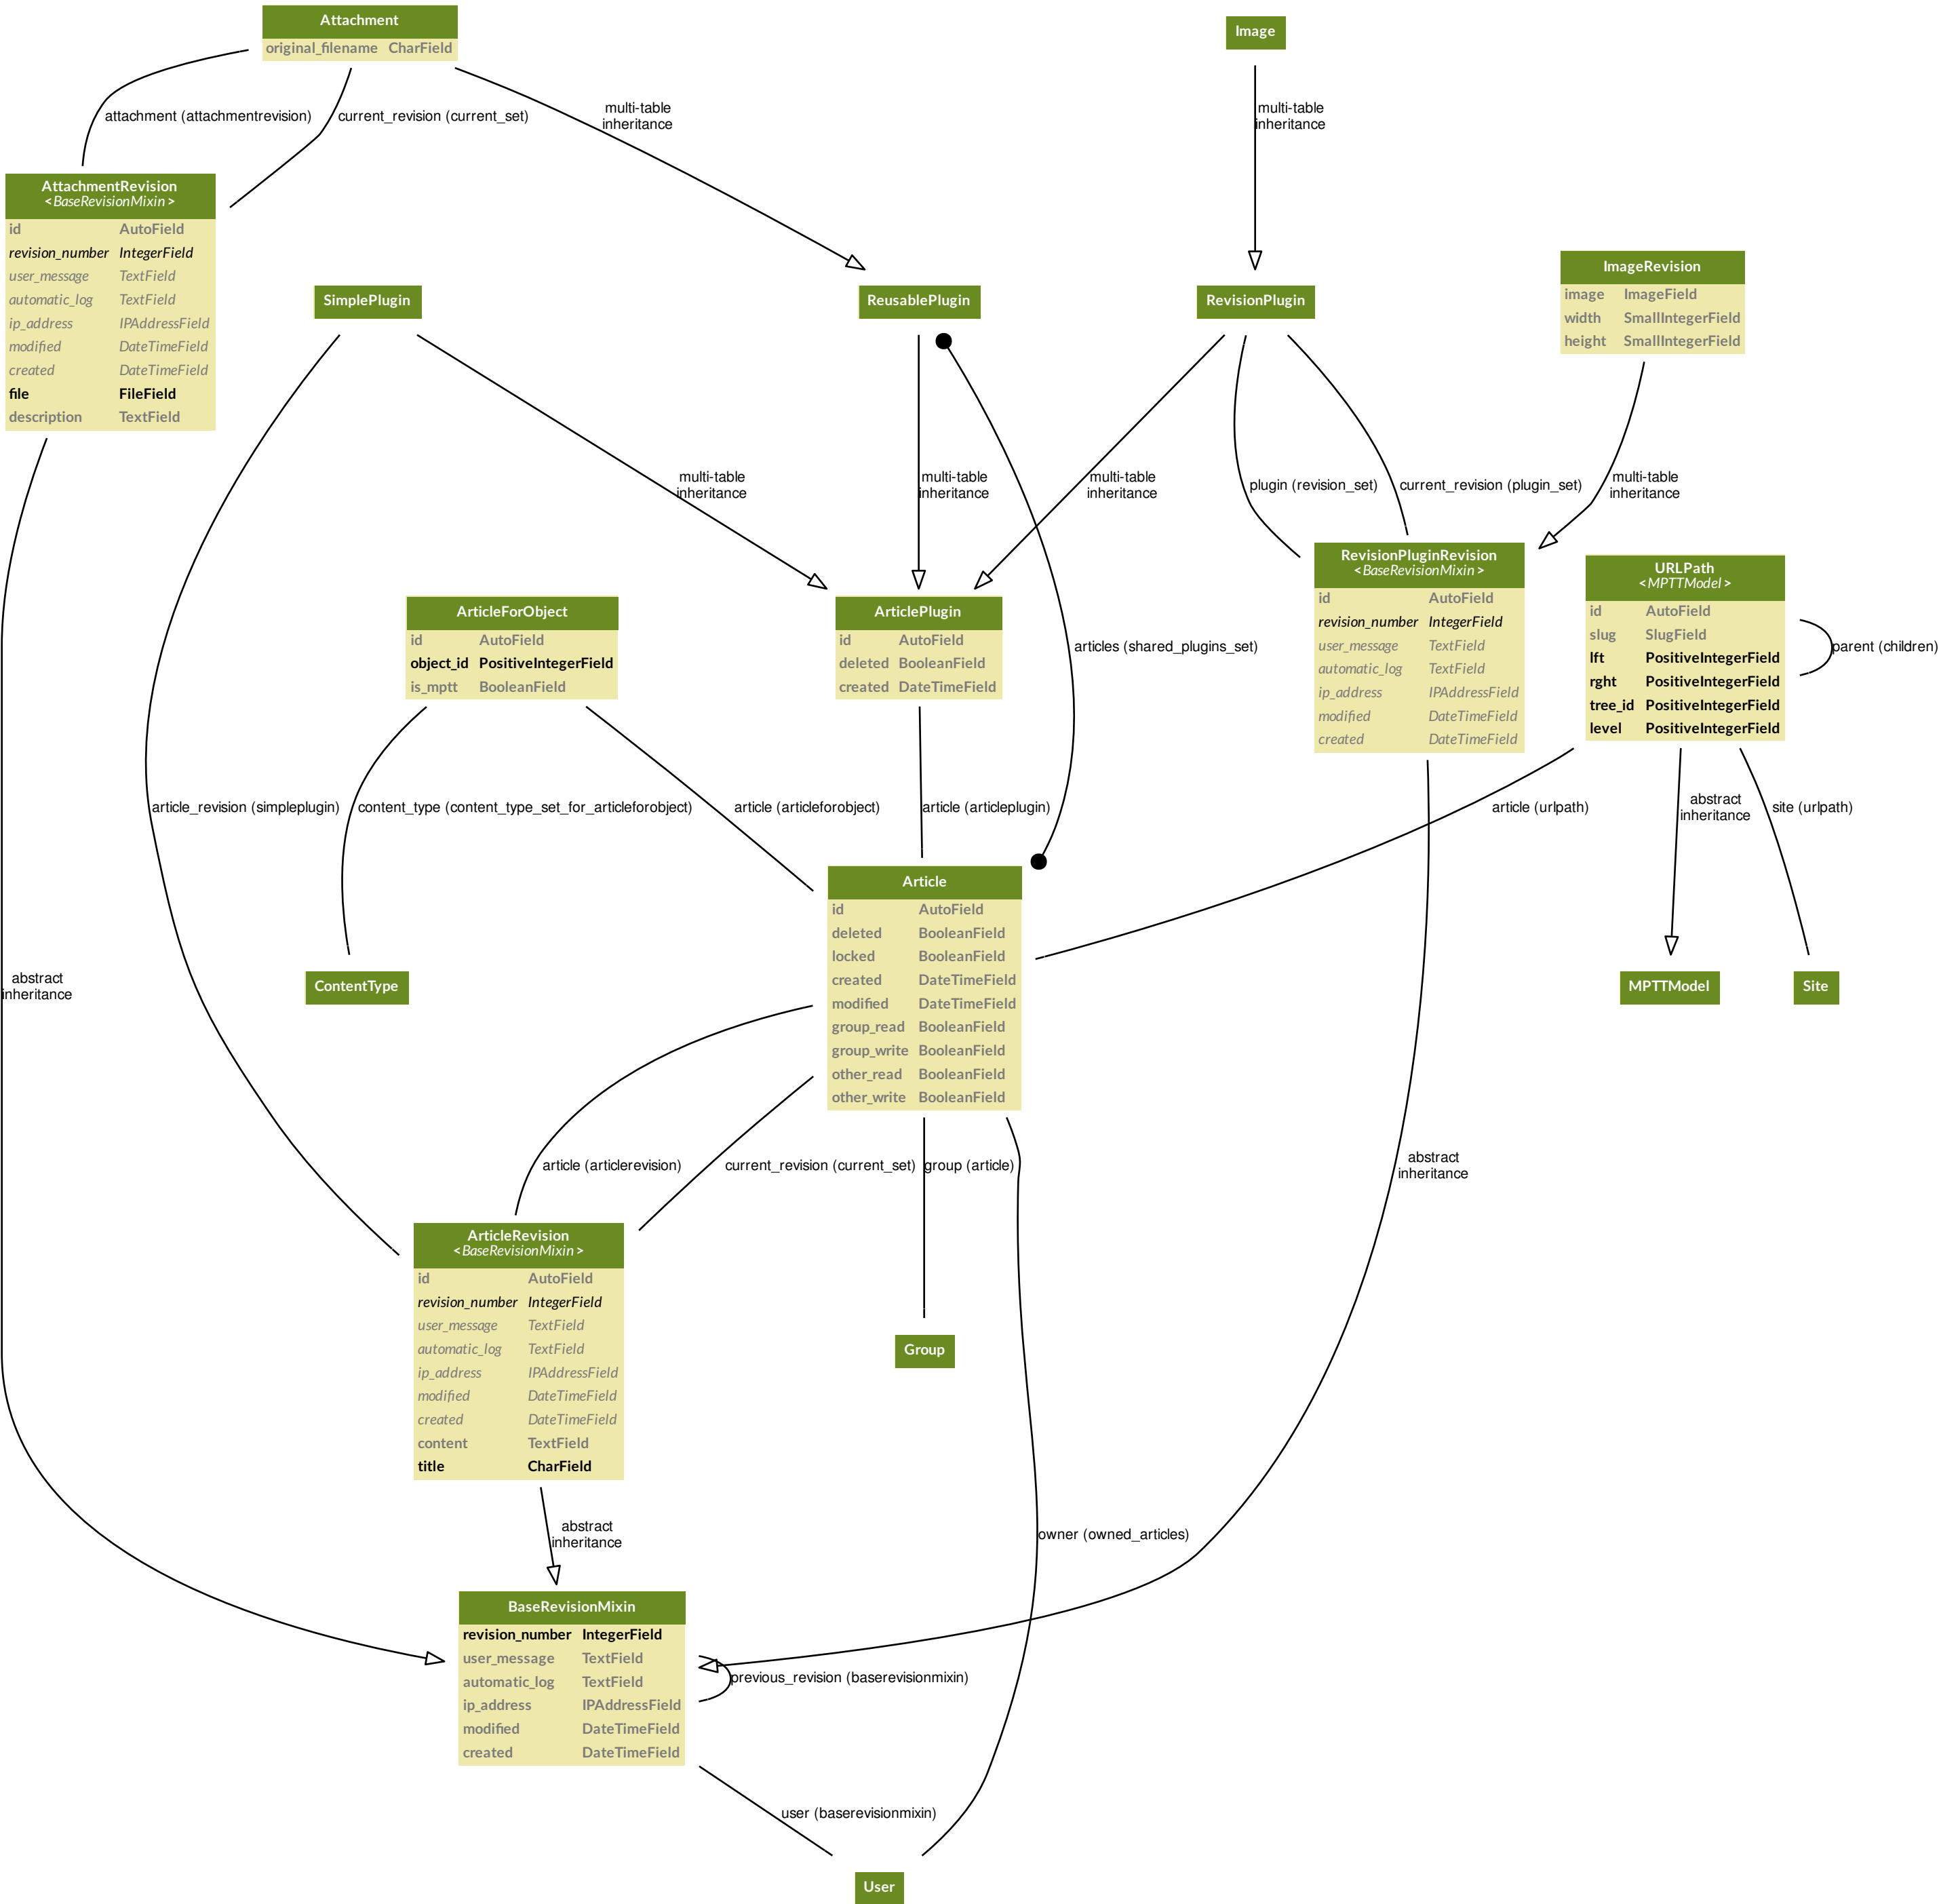 Attachment
original_filename CharField
Image
attachment (attachmentrevision)
current_revision (current_set)
multi-table
inheritance
multi-table
inheritance
AttachmentRevision
<BaseRevisionMixin>
id AutoField
revision_number IntegerField
user_message TextField
automatic_log TextField
ip_address IPAddressField
modified DateTimeField
created DateTimeField
file FileField
description TextField
SimplePlugin
ReusablePlugin
RevisionPlugin
ImageRevision
image ImageField
width SmallIntegerField
height SmallIntegerField
multi-table
inheritance
multi-table
inheritance
multi-table
inheritance
plugin (revision_set)
current_revision (plugin_set)
multi-table
inheritance
ArticleForObject
id AutoField
object_id PositiveIntegerField
is_mptt BooleanField
ArticlePlugin
id AutoField
deleted BooleanField
created DateTimeField
articles (shared_plugins_set)
RevisionPluginRevision
<BaseRevisionMixin>
id AutoField
revision_number IntegerField
user_message TextField
automatic_log TextField
ip_address IPAddressField
modified DateTimeField
created DateTimeField
URLPath
<MPTTModel>
id AutoField
slug SlugField
lft PositiveIntegerField
rght PositiveIntegerField
tree_id PositiveIntegerField
level PositiveIntegerField
parent (children)
article_revision (simpleplugin)
content_type (content_type_set_for_articleforobject)
article (articleforobject)
article (articleplugin)
article (urlpath)
abstract
inheritance
site (urlpath)
abstract
inheritance
ContentType
Article
id AutoField
deleted BooleanField
locked BooleanField
created DateTimeField
modified DateTimeField
group_read BooleanField
group_write BooleanField
other_read BooleanField
other_write BooleanField
MPTTModel
Site
article (articlerevision)
current_revision (current_set)
group (article)
abstract
inheritance
ArticleRevision
<BaseRevisionMixin>
id AutoField
revision_number IntegerField
user_message TextField
automatic_log TextField
ip_address IPAddressField
modified DateTimeField
created DateTimeField
content TextField
title CharField
Group
abstract
inheritance
owner (owned_articles)
BaseRevisionMixin
revision_number IntegerField
user_message TextField
automatic_log TextField
ip_address IPAddressField
modified DateTimeField
created DateTimeField
previous_revision (baserevisionmixin)
user (baserevisionmixin)
User